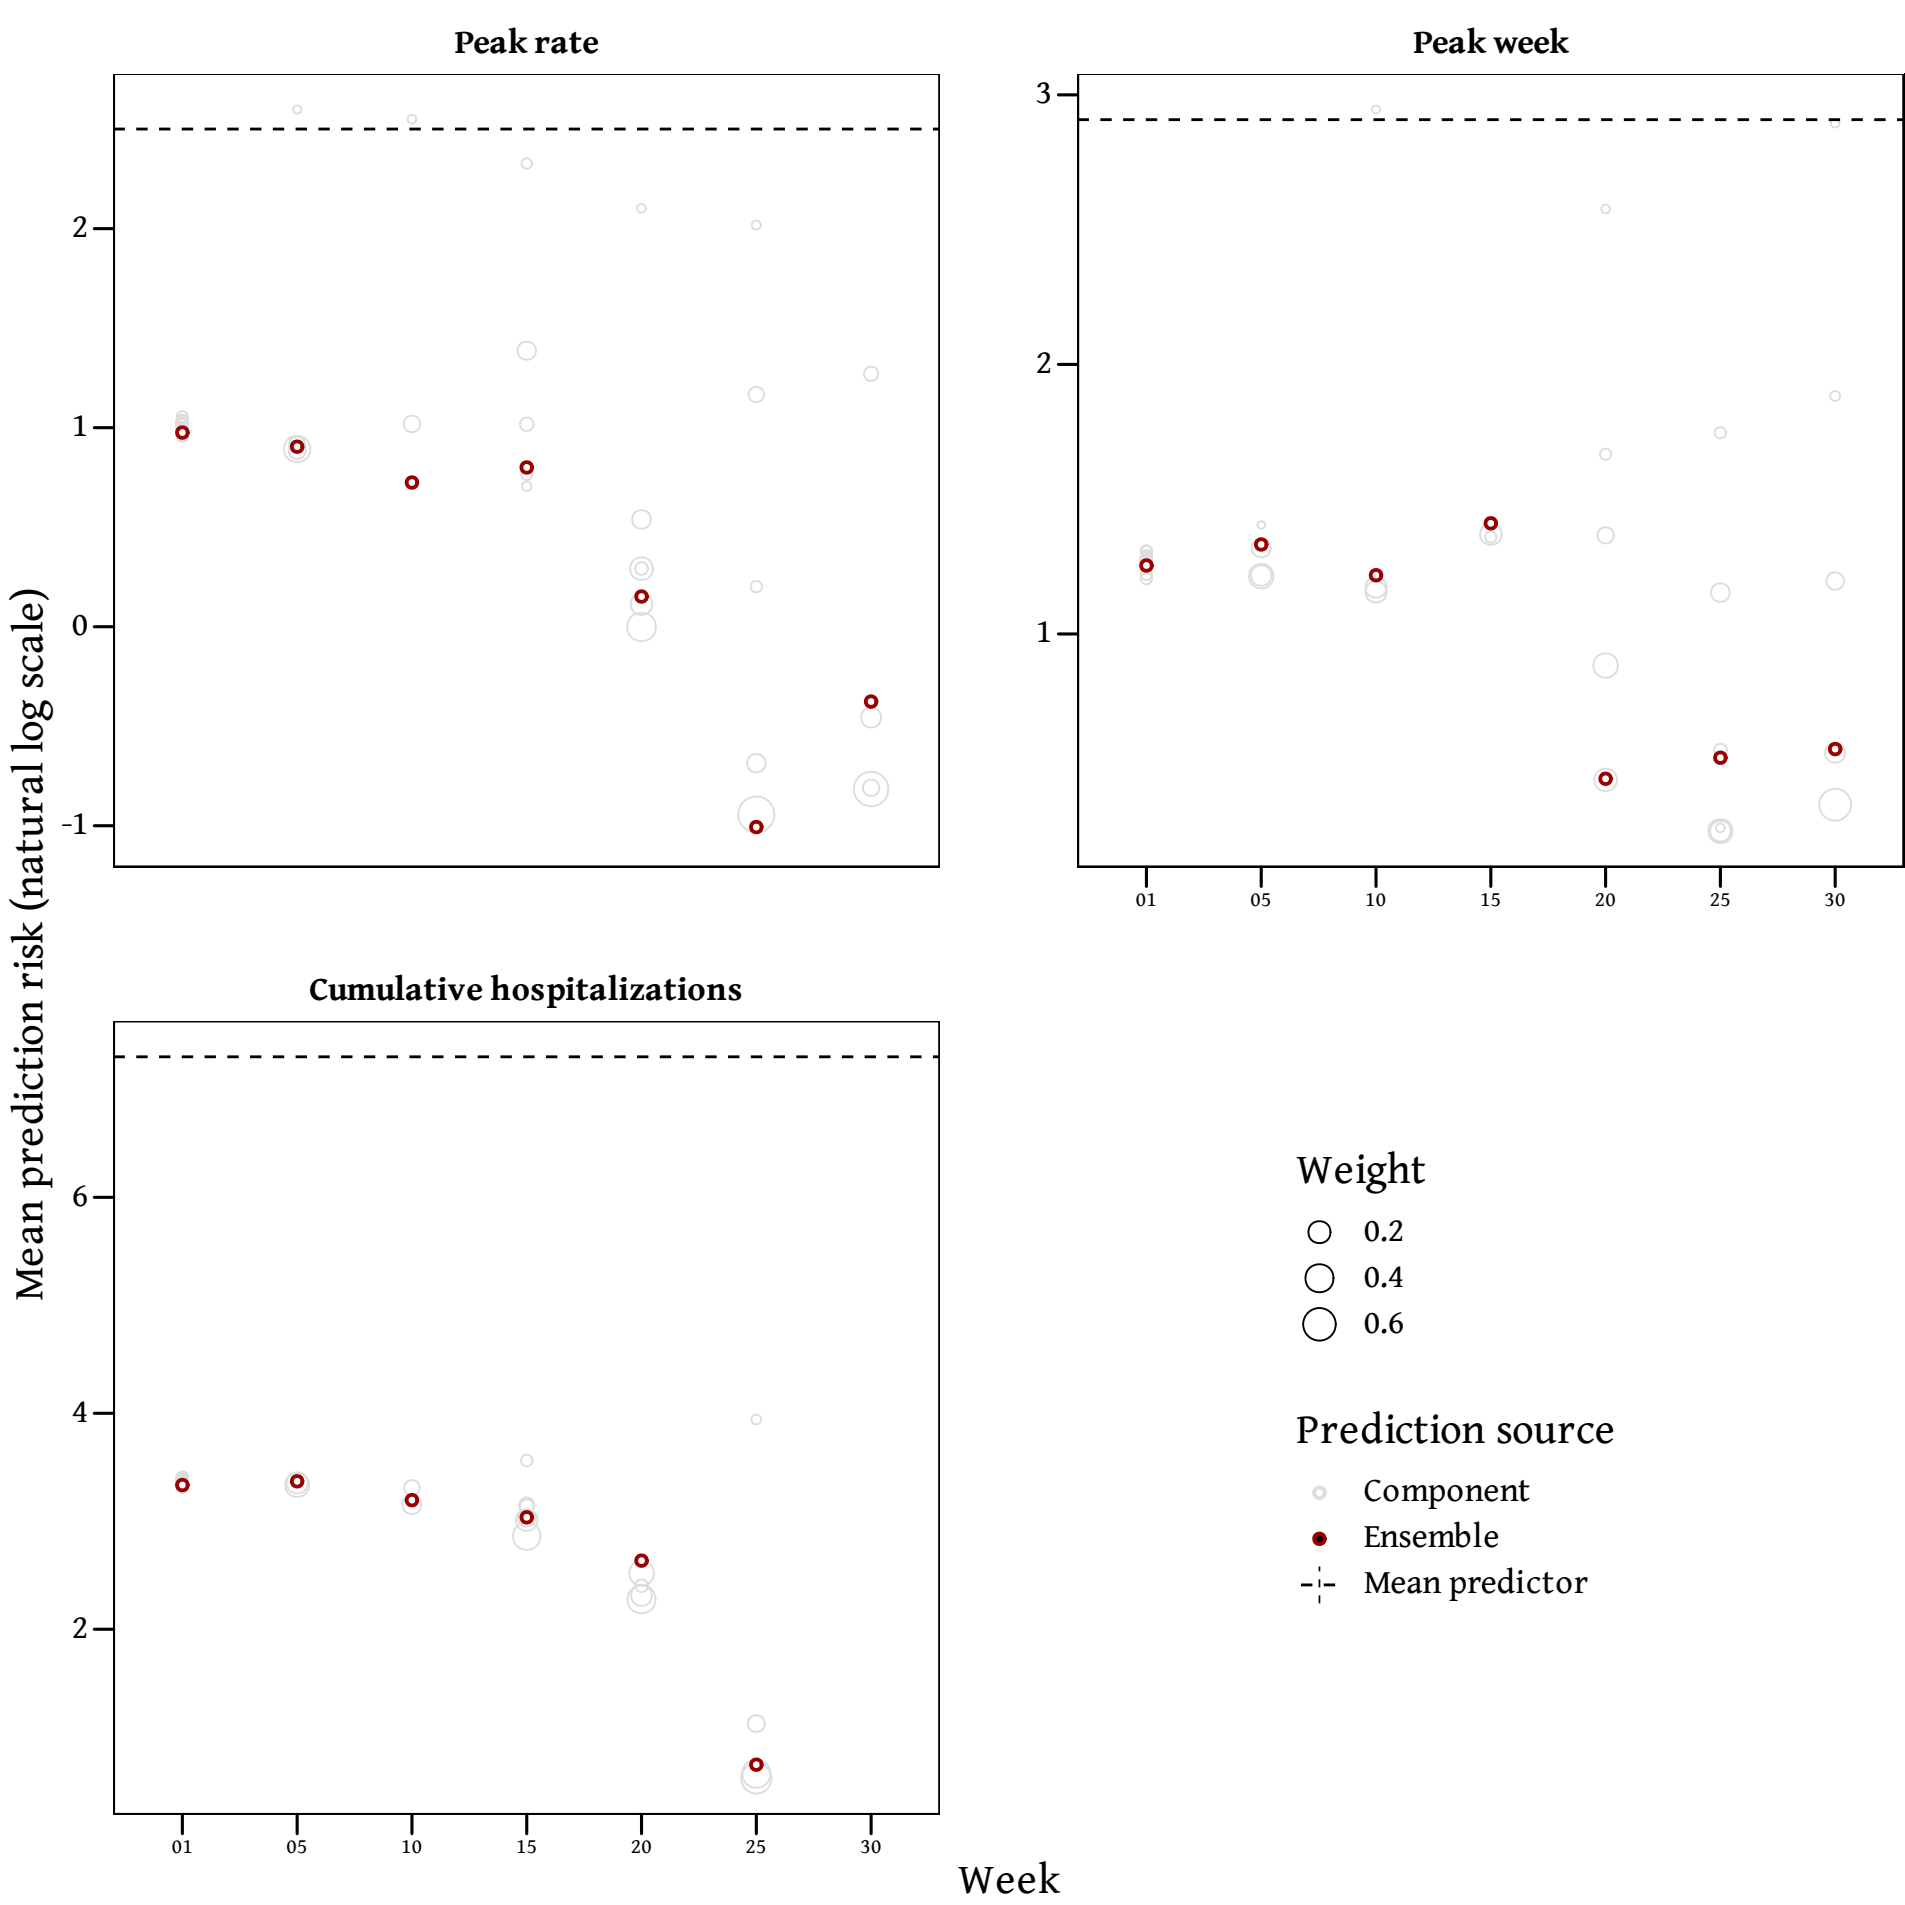 Peak rate
Peak week
Mean prediction risk (natural log scale)
2
1
0
-1
3
2
1
01 05 10 15 20 25 30
Cumulative hospitalizations
6
4
2
01 05 10 15 20 25 30
Week
Weight
0.2
0.4
0.6
Prediction source
Component
Ensemble
Mean predictor